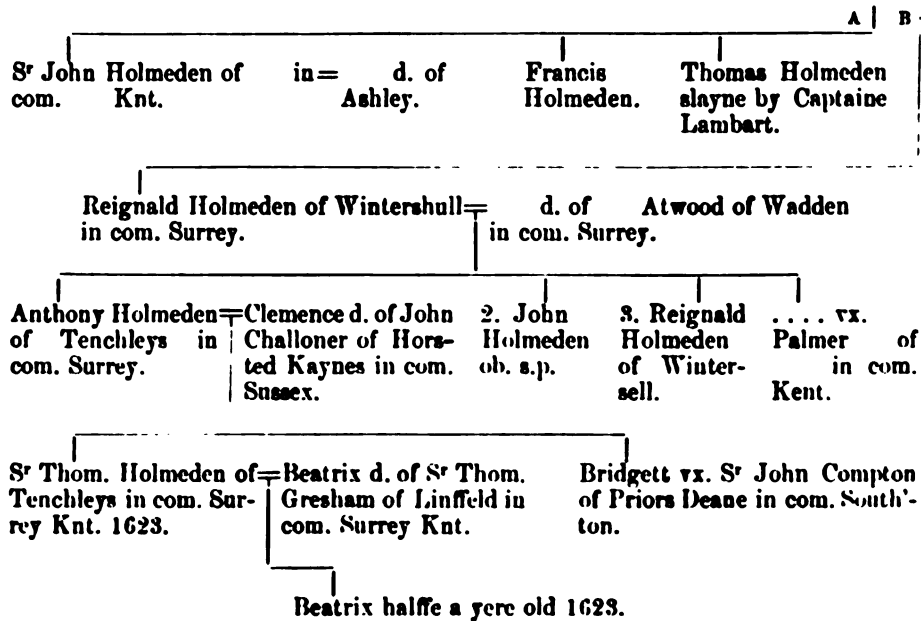 A B
Sr John Holmeden of in= d. of
com. Knt. Ashley.
Francis
Holmeden.
Thomas Holmeden
slayne by Captaine
Lambart.
Reignald Holmeden of Wintershull= d. of Atwood of Wadden
in com. Surrey. in com. Surrey.
Anthony Holmeden=
of Tenchleys in
com. Surrey.
Clemence d. of John
Challoner of Hors-
ted Kaynes in com.
Sussex.
2. John
Holmeden
ob. s.p.
3. Reignald
Holmeden
of Winter-
sell.
.... vx.
Palmer of
in com.
Kent.
Sr Thom. Holmeden of=
Tenchleys in com. Sur-
rey Knt. 1623.
Beatrix d. of Sr Thom.
Gresham of Linffeld in
com. Surrey Knt.
Bridgett vx. Sr John Compton
of Priors Deane in com. South'-
ton.
Beatrix halffe a yere old 1623.